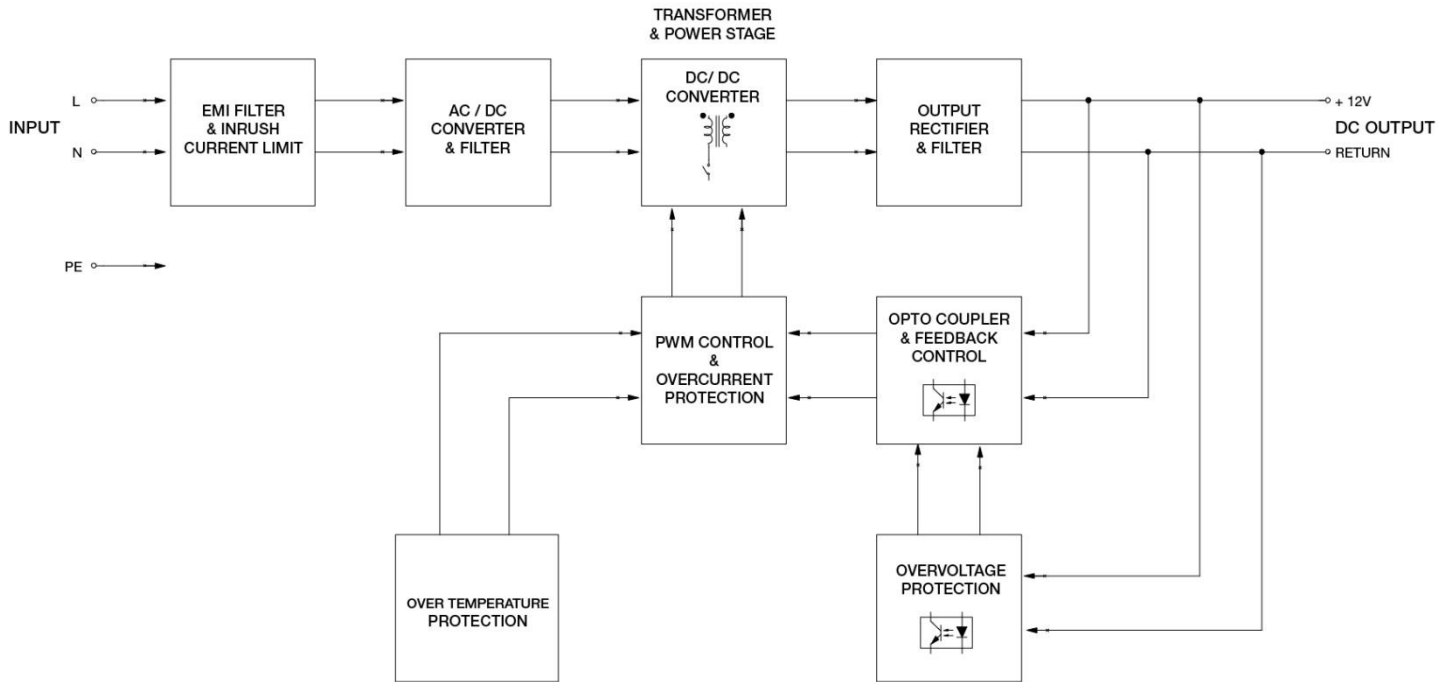 TRANSFORMER
& POWER STAGE
INPUT
L
N
PE
EMI FILTER
& INRUSH
CURRENT LIMIT
AC / DC
CONVERTER
& FILTER
DC/ DC
CONVERTER
OUTPUT
RECTIFIER
& FILTER
+ 12V
DC OUTPUT
RETURN
PWM CONTROL
&
OVERCURRENT
PROTECTION
OPTO COUPLER
& FEEDBACK
CONTROL
OVER TEMPERATURE
PROTECTION
OVERVOLTAGE
PROTECTION